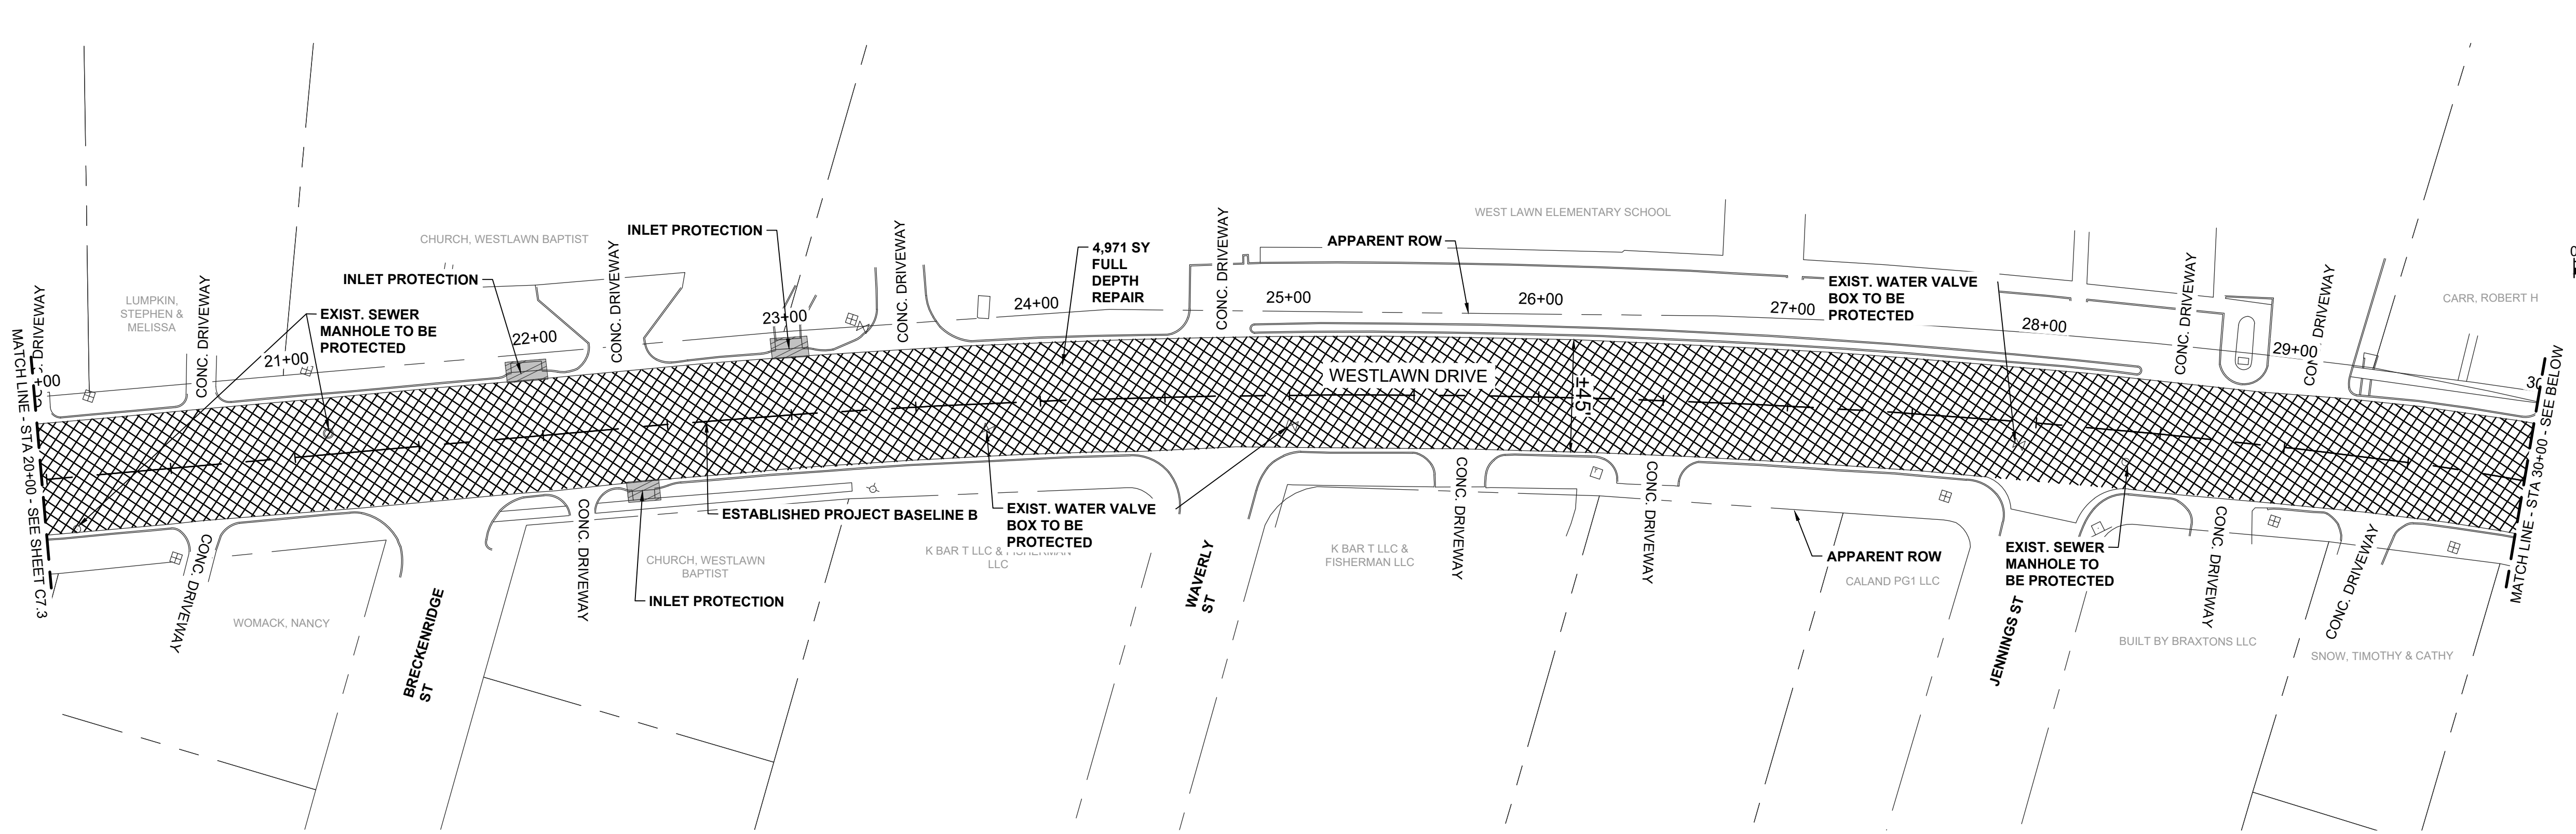 WEST LAWN ELEMENTARY SCHOOL
CHURCH, WESTLAWN BAPTIST
INLET PROTECTION
INLET PROTECTION
4,971 SY
FULL
DEPTH
REPAIR
APPARENT ROW
EXIST. WATER VALVE
BOX TO BE
PROTECTED
CARR, ROBERT H
LUMPKIN,
STEPHEN &
MELISSA
EXIST. SEWER
MANHOLE TO BE
PROTECTED
DRIVEWAY
CONC. DRIVEWAY
CONC. DRIVEWAY
CONC. DRIVEWAY
CONC. DRIVEWAY
CONC. DRIVEWAY
DRIVEWAY
+00
21+00
22+00
23+00
24+00
25+00
26+00
27+00
28+00
29+00
30
WESTLAWN DRIVE
±45'
MATCH LINE - STA 20+00 - SEE SHEET C7.3
MATCH LINE - STA 30+00 - SEE BELOW
ESTABLISHED PROJECT BASELINE B
EXIST. WATER VALVE
BOX TO BE
PROTECTED
K BAR T LLC &
LLC
CHURCH, WESTLAWN
BAPTIST
INLET PROTECTION
K BAR T LLC &
FISHERMAN LLC
APPARENT ROW
CALAND PG1 LLC
EXIST. SEWER
MANHOLE TO
BE PROTECTED
WOMACK, NANCY
BUILT BY BRAXTONS LLC
SNOW, TIMOTHY & CATHY
CONC. DRIVEWAY
BRECKENRIDGE
ST
CONC. DRIVEWAY
WAVERLY
ST
CONC. DRIVEWAY
CONC. DRIVEWAY
JENNINGS ST
CONC. DRIVEWAY
CONC. DRIVEWAY